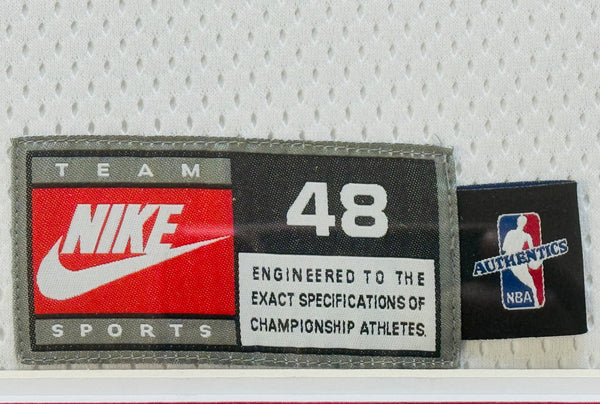 TEAM
NIKE
SPORTS
48
ENGINEERED TO THE
EXACT SPECIFICATIONS OF
CHAMPIONSHIP ATHLETES.
AUTHENTICS
NBA